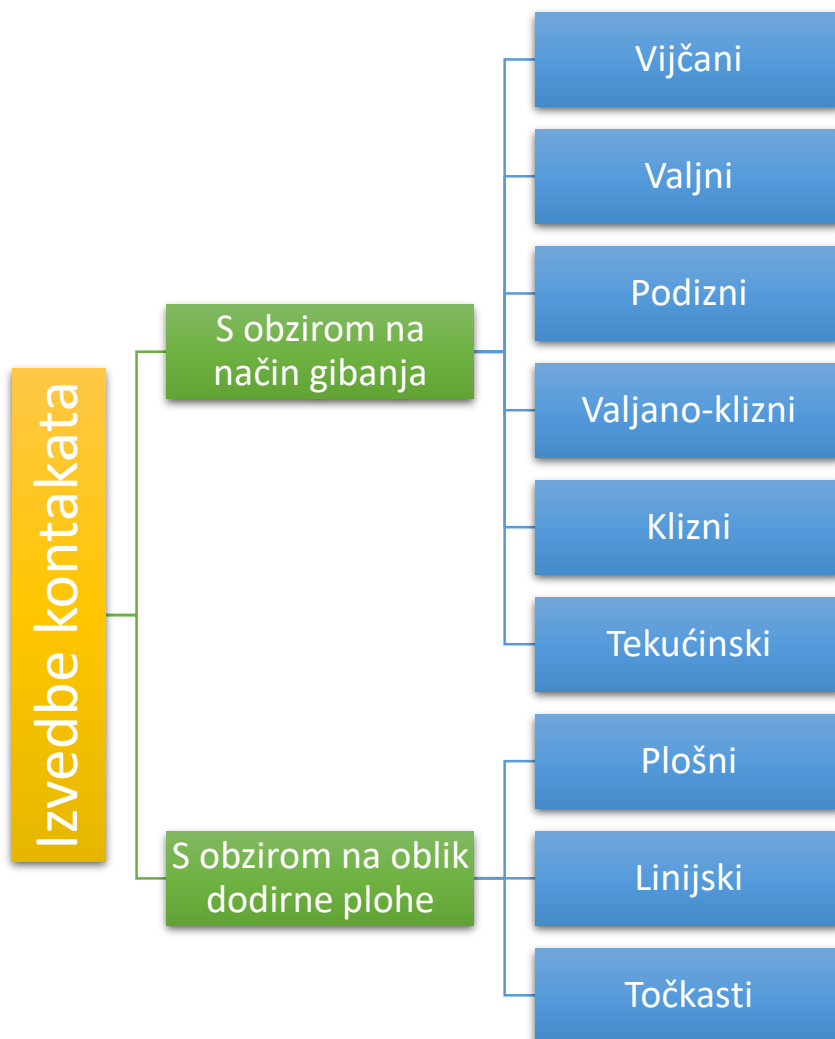 Izvedbe kontakata
S obzirom na
način gibanja
Vijčani
Valjni
Podizni
Valjano-klizni
Klizni
Tekućinski
S obzirom na oblik
dodirne plohe
Plošni
Linijski
Točkasti